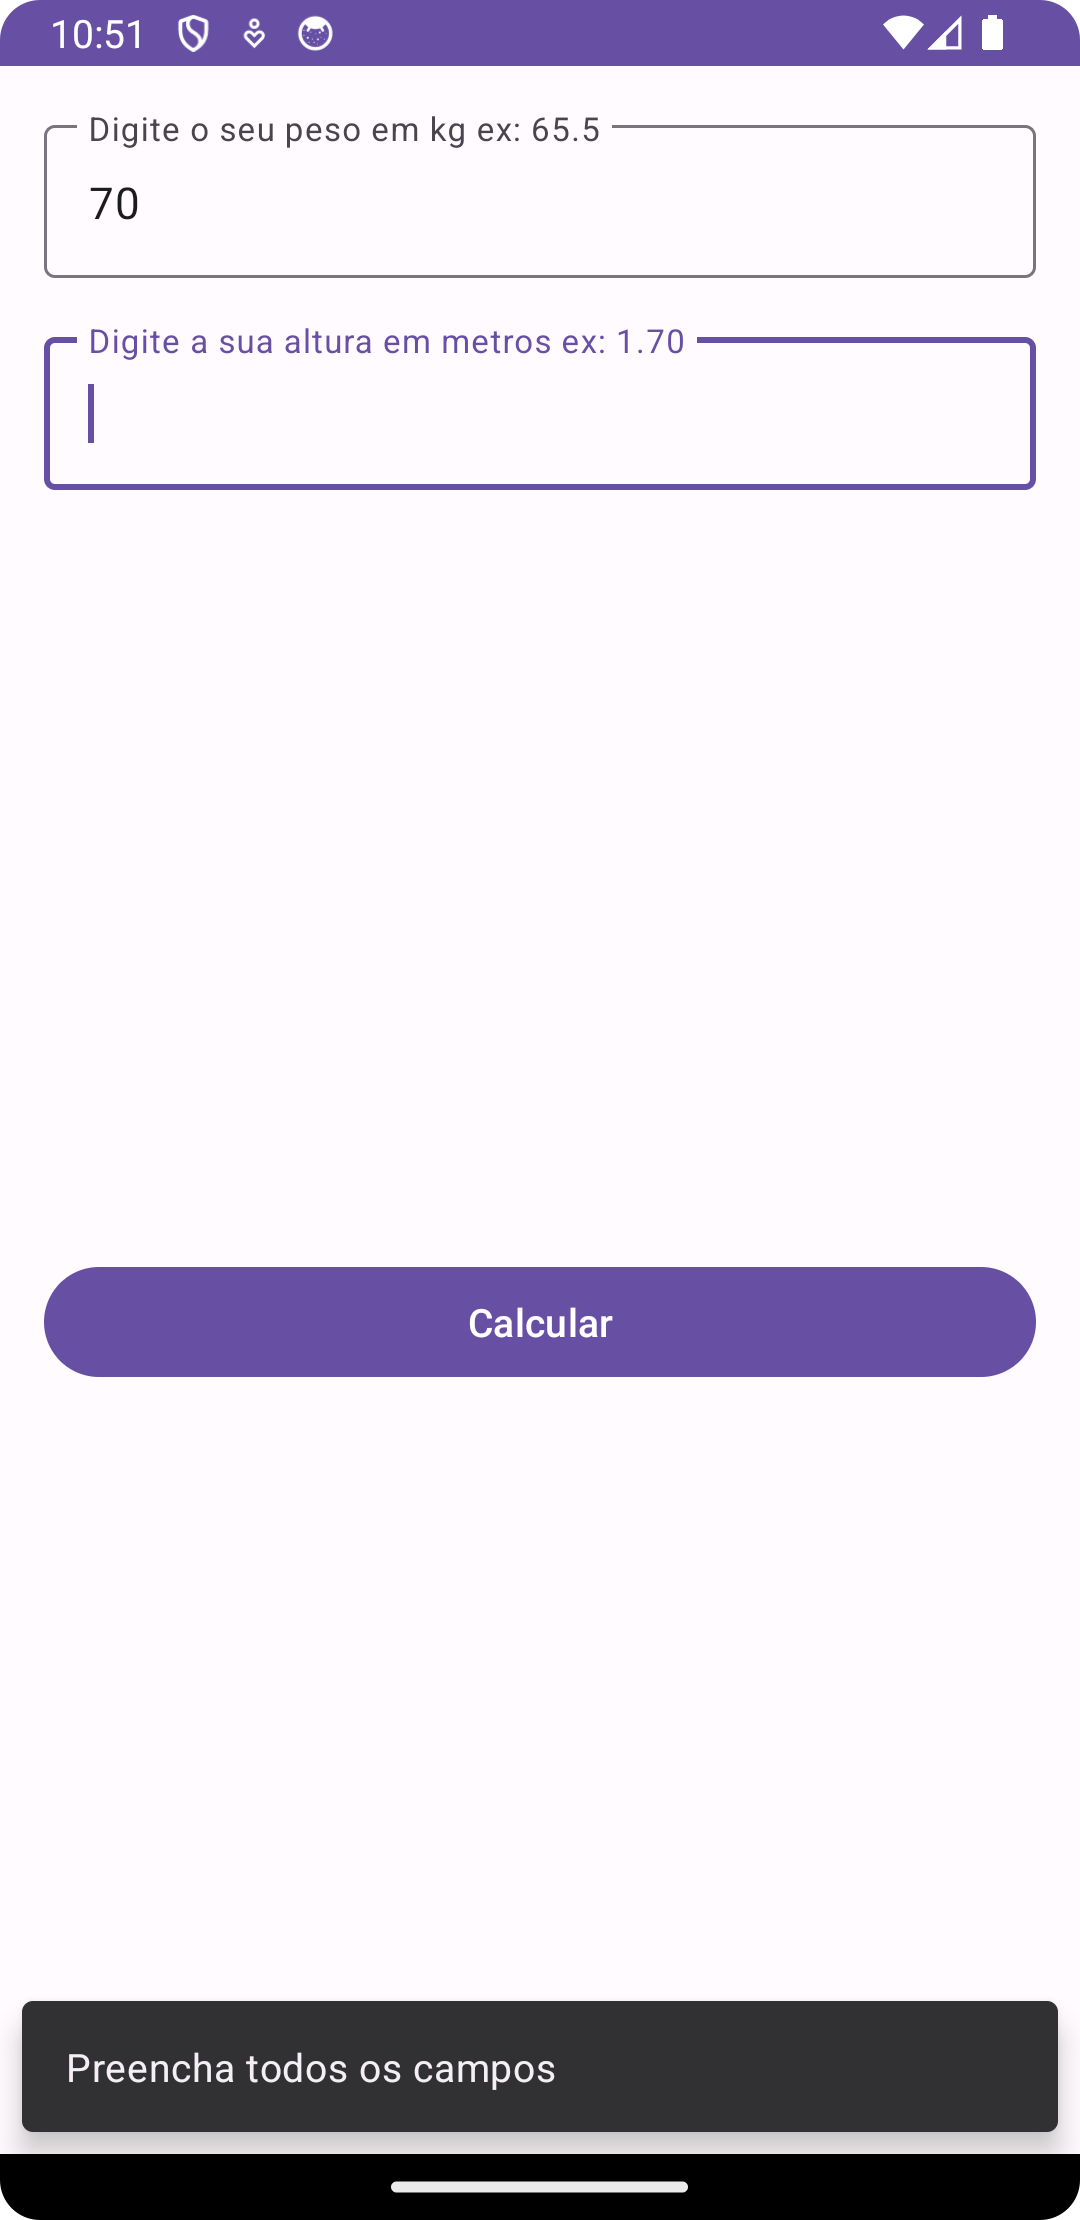 10:51
Digite o seu peso em kg ex: 65.5
70
Digite a sua altura em metros ex: 1.70
Calcular
Preencha todos os campos